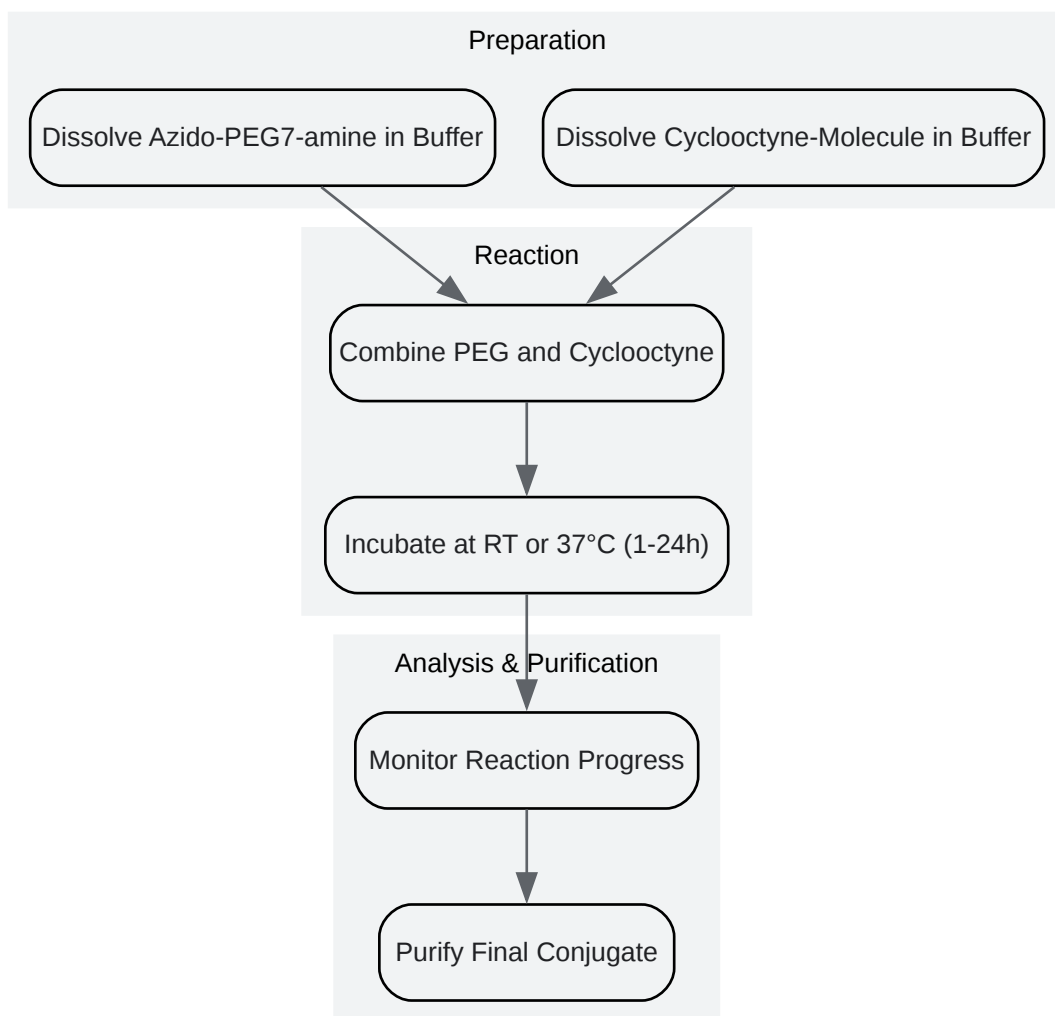 Preparation
Dissolve Azido-PEG7-amine in Buffer
Dissolve Cyclooctyne-Molecule in Buffer
Reaction
Combine PEG and Cyclooctyne
Incubate at RT or 37°C (1-24h)
Analysis & Purification
Monitor Reaction Progress
Purify Final Conjugate